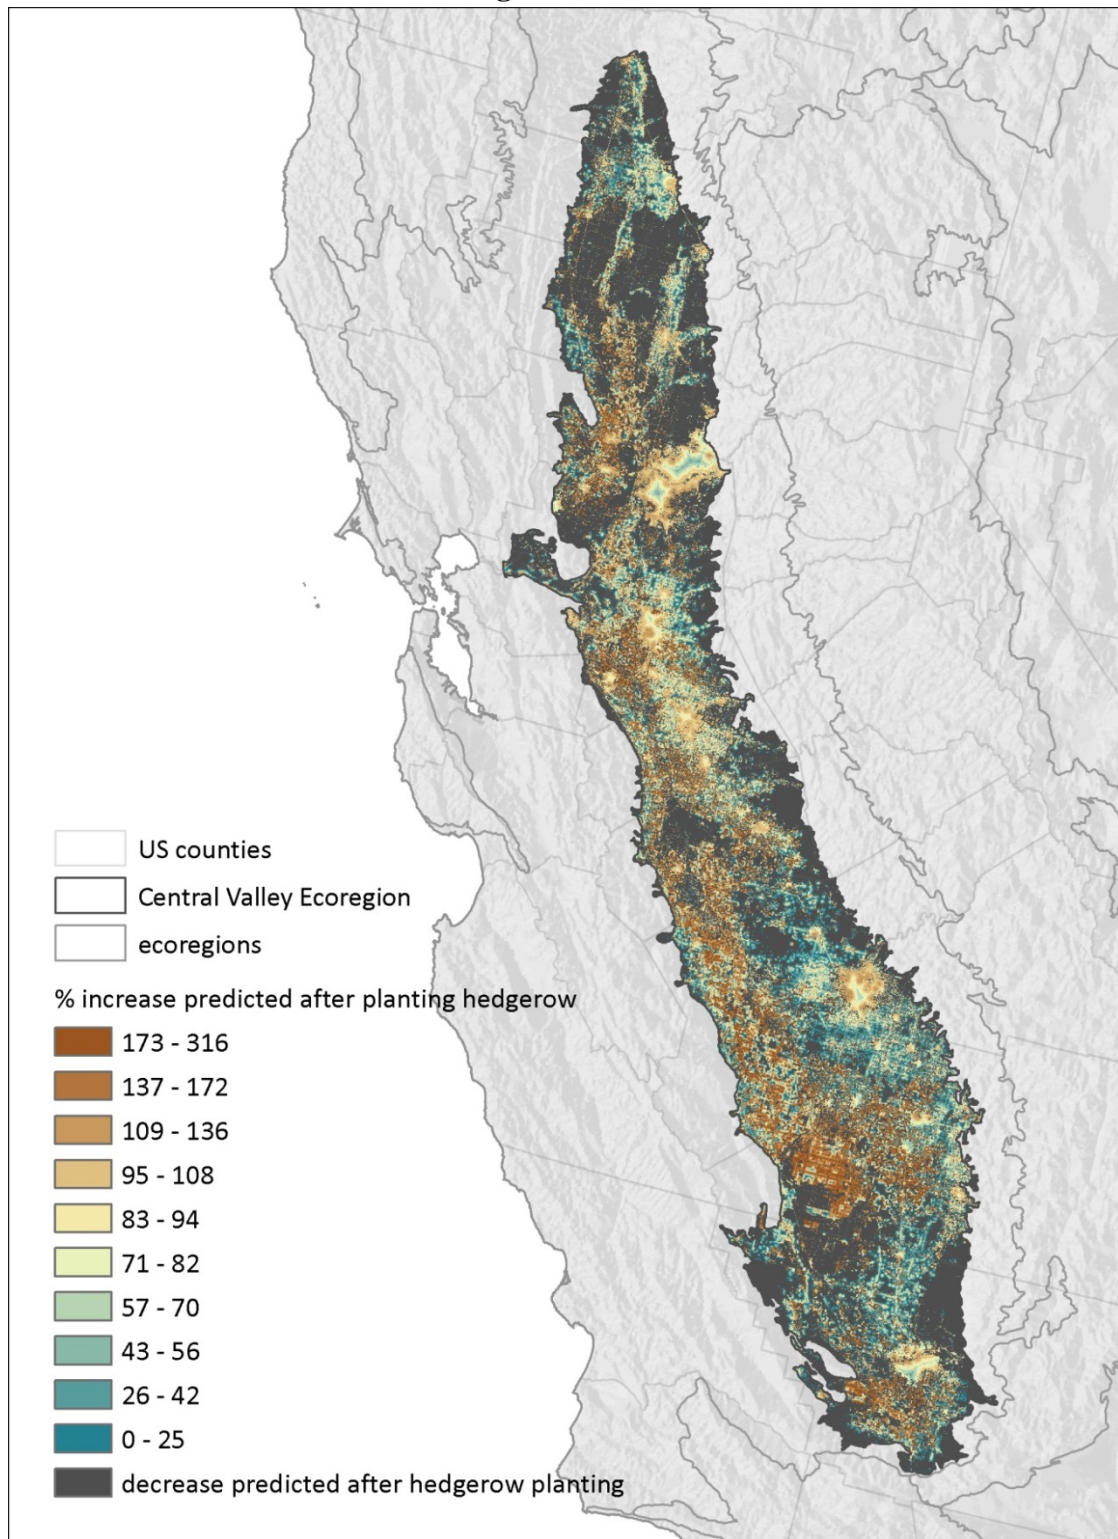 US counties
Central Valley Ecoregion
ecoregions
% increase predicted after planting hedgerow
173 - 316
137 - 172
109 - 136
95 - 108
83 - 94
71 - 82
57 - 70
43 - 56
26 - 42
0 - 25
decrease predicted after hedgerow planting